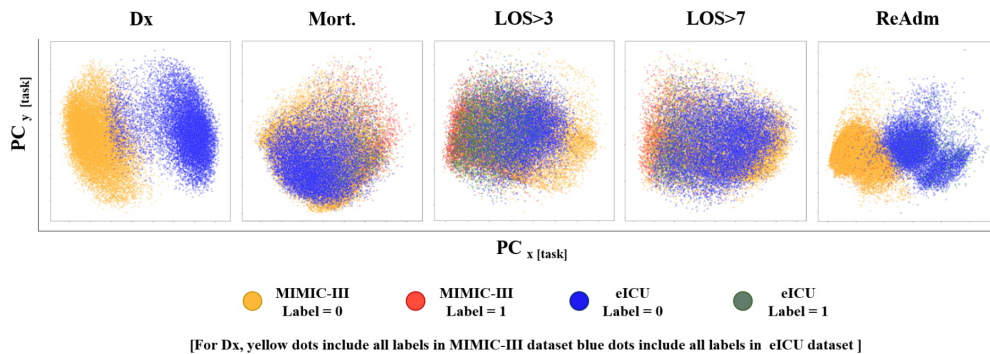 Dx Mort. LOS>3 LOS>7 ReAdm
PC y [task]
PC x [task]
MIMIC-III Label = 0
MIMIC-III Label = 1
eICU Label = 0
eICU Label = 1
[For Dx, yellow dots include all labels in MIMIC-III dataset blue dots include all labels in eICU dataset ]